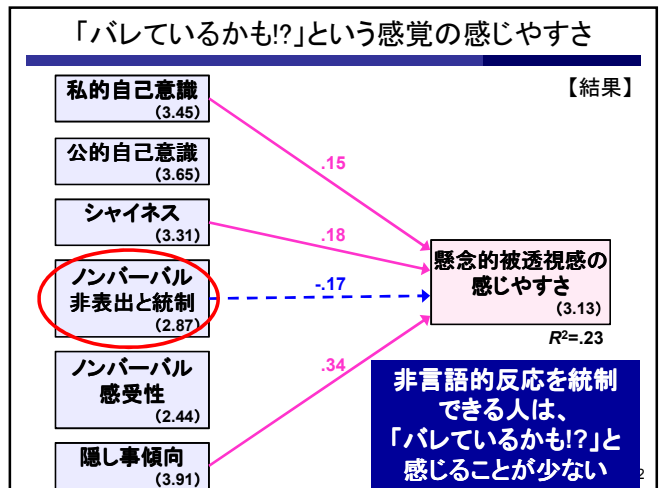 「バレているかも!?」という感覚の感じやすさ
【結果】
私的自己意識
(3.45)
公的自己意識
(3.65)
シャイネス
(3.31)
ノンバーバル
非表出と統制
(2.87)
ノンバーバル
感受性
(2.44)
隠し事傾向
(3.91)
.15
.18
-.17
.34
懸念的被透視感の
感じやすさ
(3.13)
R²=.23
非言語的反応を統制
できる人は、
「バレているかも!?」と
感じることが少ない
2